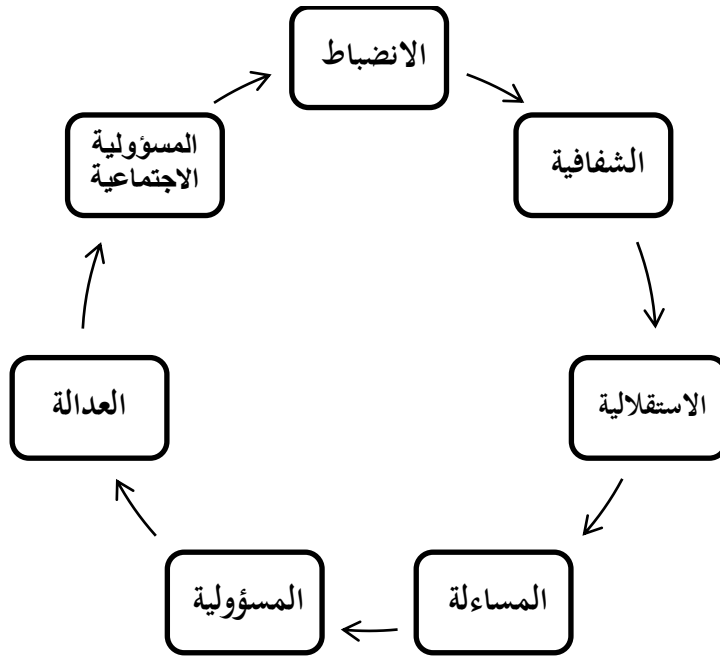 الانضباط
الشفافية
الاستقلالية
المساءلة
المسؤولية
العدالة
المسؤولية
الاجتماعية